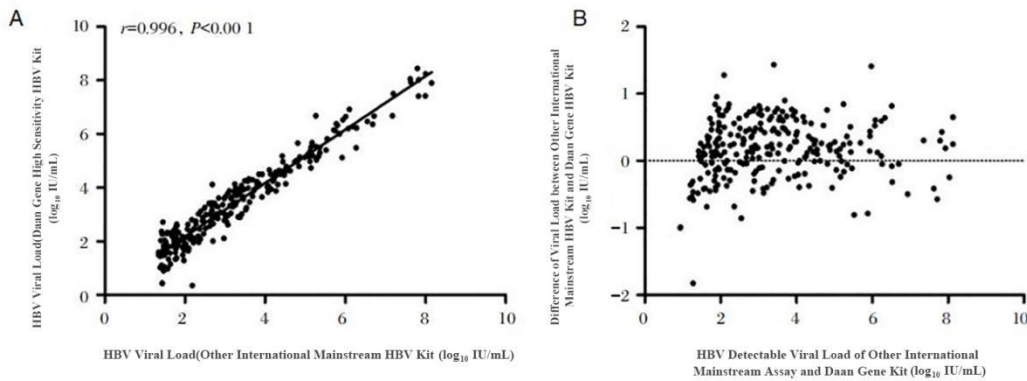 A
r=0.996, P<0.00 1
HBV Viral Load(Daan Gene High Sensitivity HBV Kit
(log10 IU/mL)
10
8
6
4
2
0
0 2 4 6 8 10
HBV Viral Load(Other International Mainstream HBV Kit (log10 IU/mL)
B
Difference of Viral Load between Other International
Mainstream HBV Kit and Daan Gene HBV Kit
(log10 IU/mL)
2
1
0
−1
−2
0 2 4 6 8 10
HBV Detectable Viral Load of Other International
Mainstream Assay and Daan Gene Kit (log10 IU/mL)